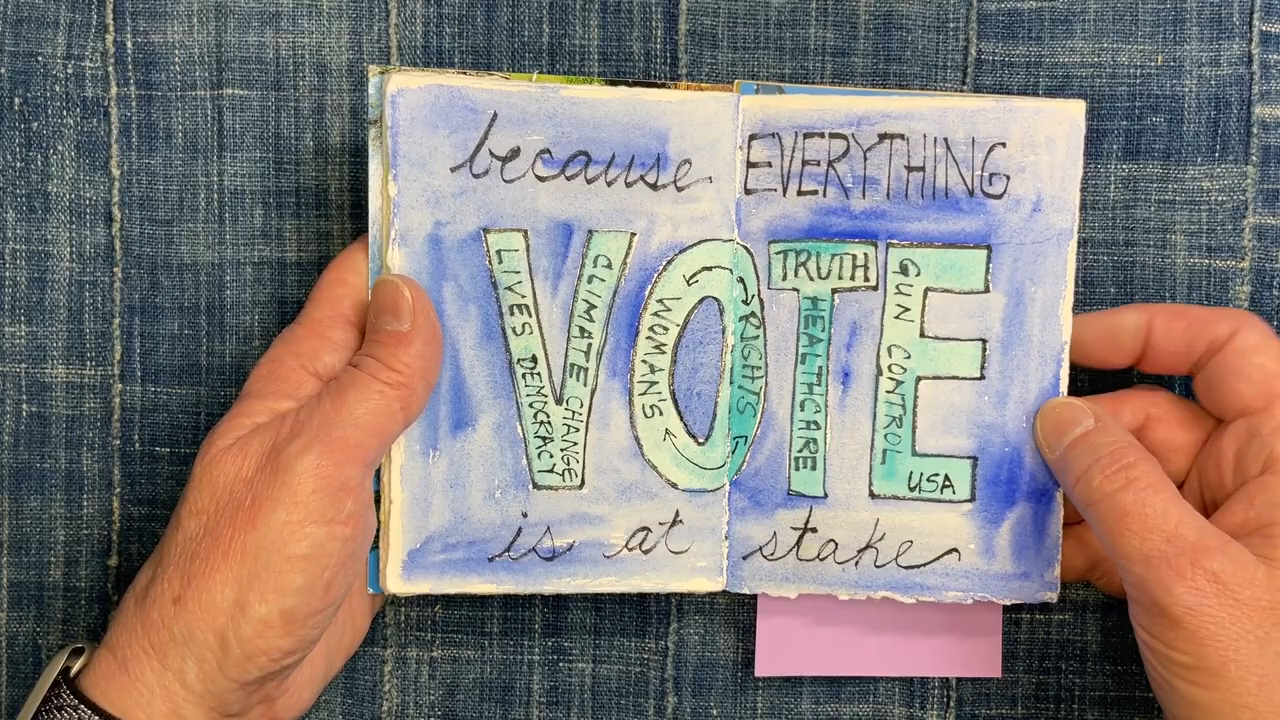 because EVERYTHING
VOTE
LIVES DEMOCRACY
CLIMATE CHANGE
WOMAN'S RIGHTS
TRUTH
HEALTHCARE
GUN CONTROL
USA
is at stake